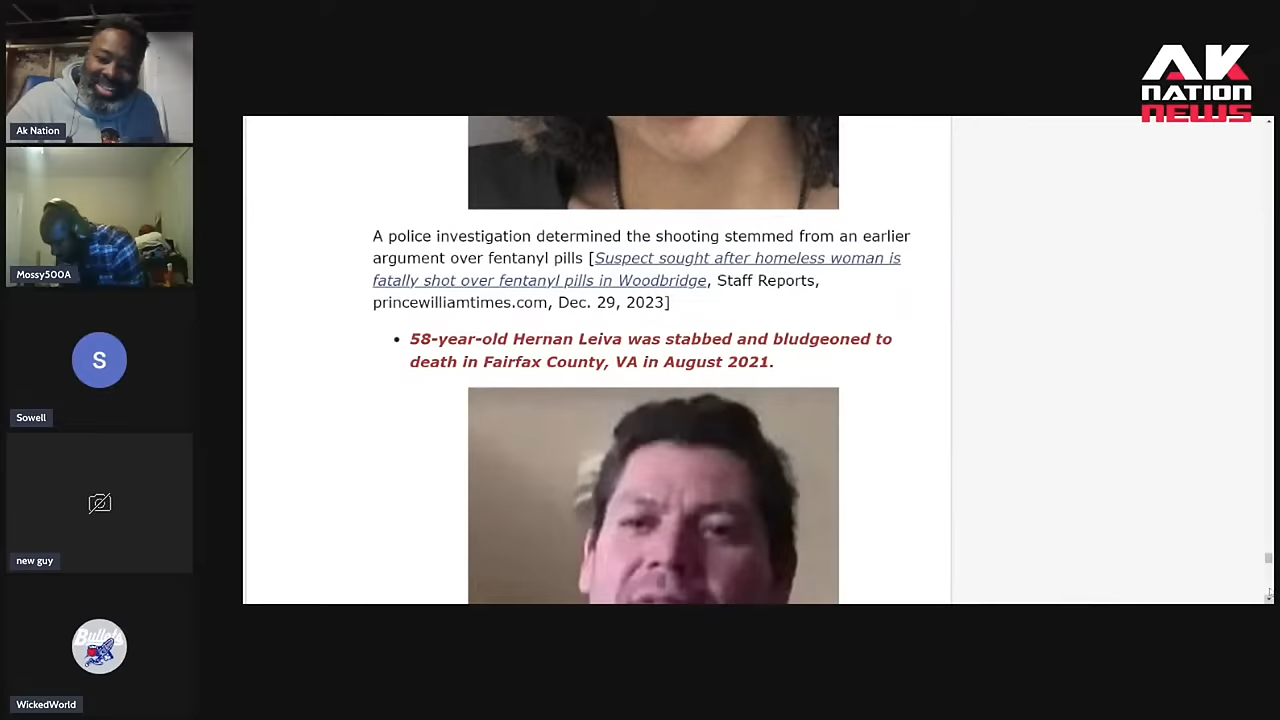 Ak Nation
Mossy500A
S
Sowell
new guy
Bullets
WickedWorld
AK
NATION
NEWS
A police investigation determined the shooting stemmed from an earlier
argument over fentanyl pills [Suspect sought after homeless woman is
fatally shot over fentanyl pills in Woodbridge, Staff Reports,
princewilliamtimes.com, Dec. 29, 2023]
• 58-year-old Hernan Leiva was stabbed and bludgeoned to
death in Fairfax County, VA in August 2021.